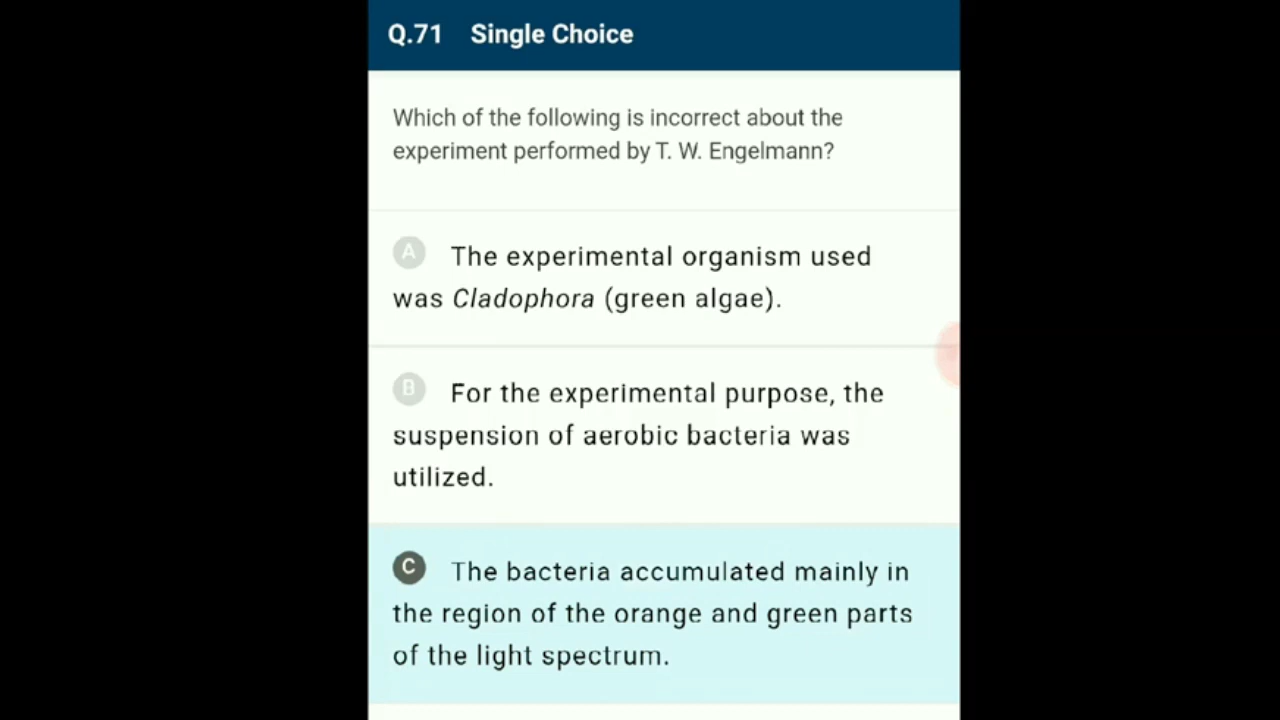 Q.71 Single Choice
Which of the following is incorrect about the
experiment performed by T. W. Engelmann?
A The experimental organism used
was Cladophora (green algae).
B For the experimental purpose, the
suspension of aerobic bacteria was
utilized.
C The bacteria accumulated mainly in
the region of the orange and green parts
of the light spectrum.